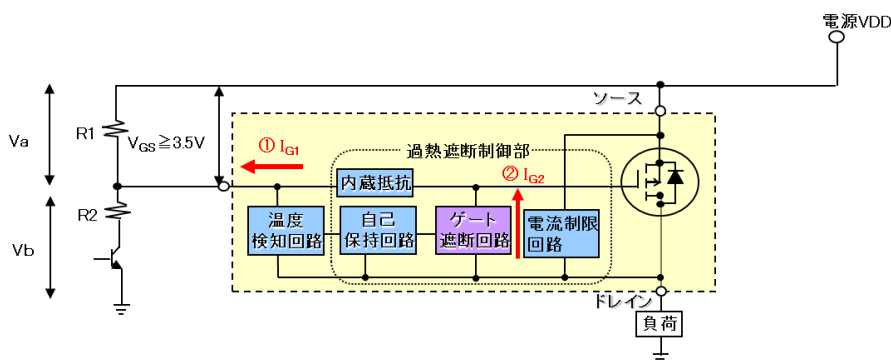 電源VDD
ソース
Va
R1
VGS≧3.5V
① IG1
過熱遮断制御部
② IG2
内蔵抵抗
R2
Vb
温度
検知回路
自己
保持回路
ゲート
遮断回路
電流制限
回路
ドレイン
負荷